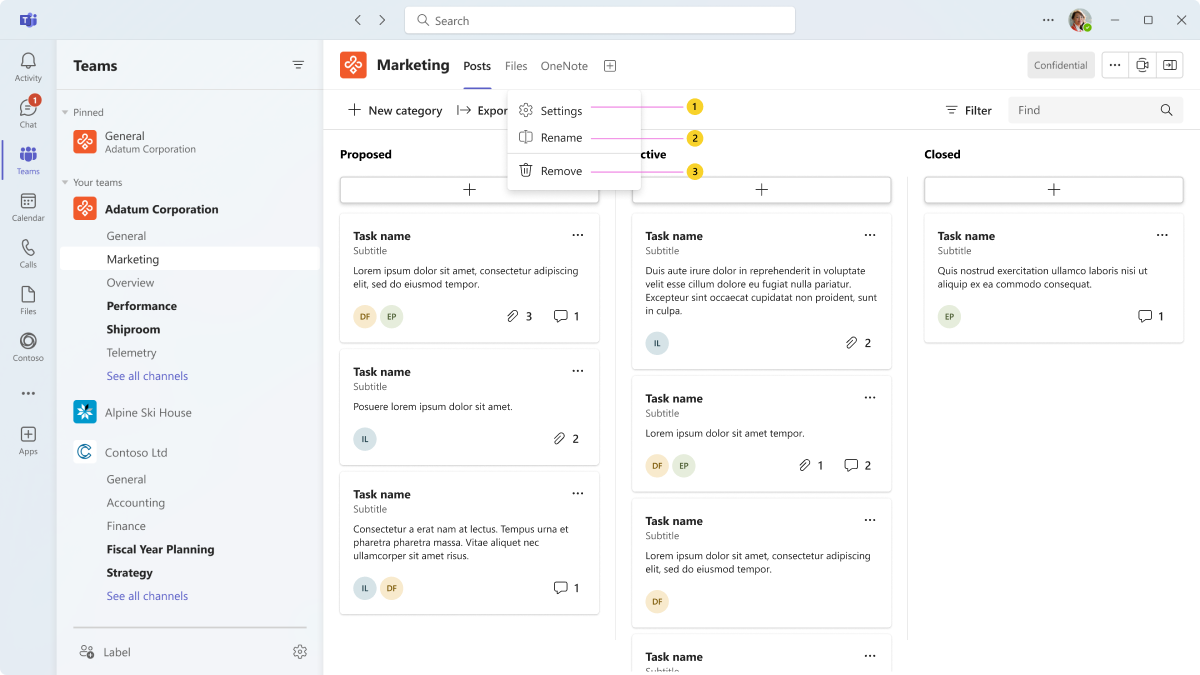 Search
Activity
1
Chat
Teams
Calendar
Calls
Files
Contoso
Apps
Teams
Pinned
General
Adatum Corporation
Your teams
Adatum Corporation
General
Marketing
Overview
Performance
Shiproom
Telemetry
See all channels
Alpine Ski House
Contoso Ltd
General
Accounting
Finance
Fiscal Year Planning
Strategy
See all channels
Label
Marketing Posts Files OneNote
Confidential
New category
Filter
Find
Settings 1
Rename 2
Remove 3
Proposed
Task name
Subtitle
Lorem ipsum dolor sit amet, consectetur adipiscing
elit, sed do eiusmod tempor.
DF EP 3 1
Task name
Subtitle
Posuere lorem ipsum dolor sit amet.
IL 2
Task name
Subtitle
Consectetur a erat nam at lectus. Tempus urna et
pharetra pharetra massa. Vitae aliquet nec
ullamcorper sit amet risus.
IL DF 1
Task name
Subtitle
Duis aute irure dolor in reprehenderit in voluptate
velit esse cillum dolore eu fugiat nulla pariatur.
Excepteur sint occaecat cupidatat non proident, sunt
in culpa.
IL 2
Task name
Subtitle
Lorem ipsum dolor amet tempor.
DF EP 1 2
Task name
Subtitle
Lorem ipsum dolor sit amet, consectetur adipiscing
elit, sed do eiusmod tempor.
DF
Task name
Closed
Task name
Subtitle
Quis nostrud exercitation ullamco laboris nisi ut
aliquip ex ea commodo consequat.
EP 1